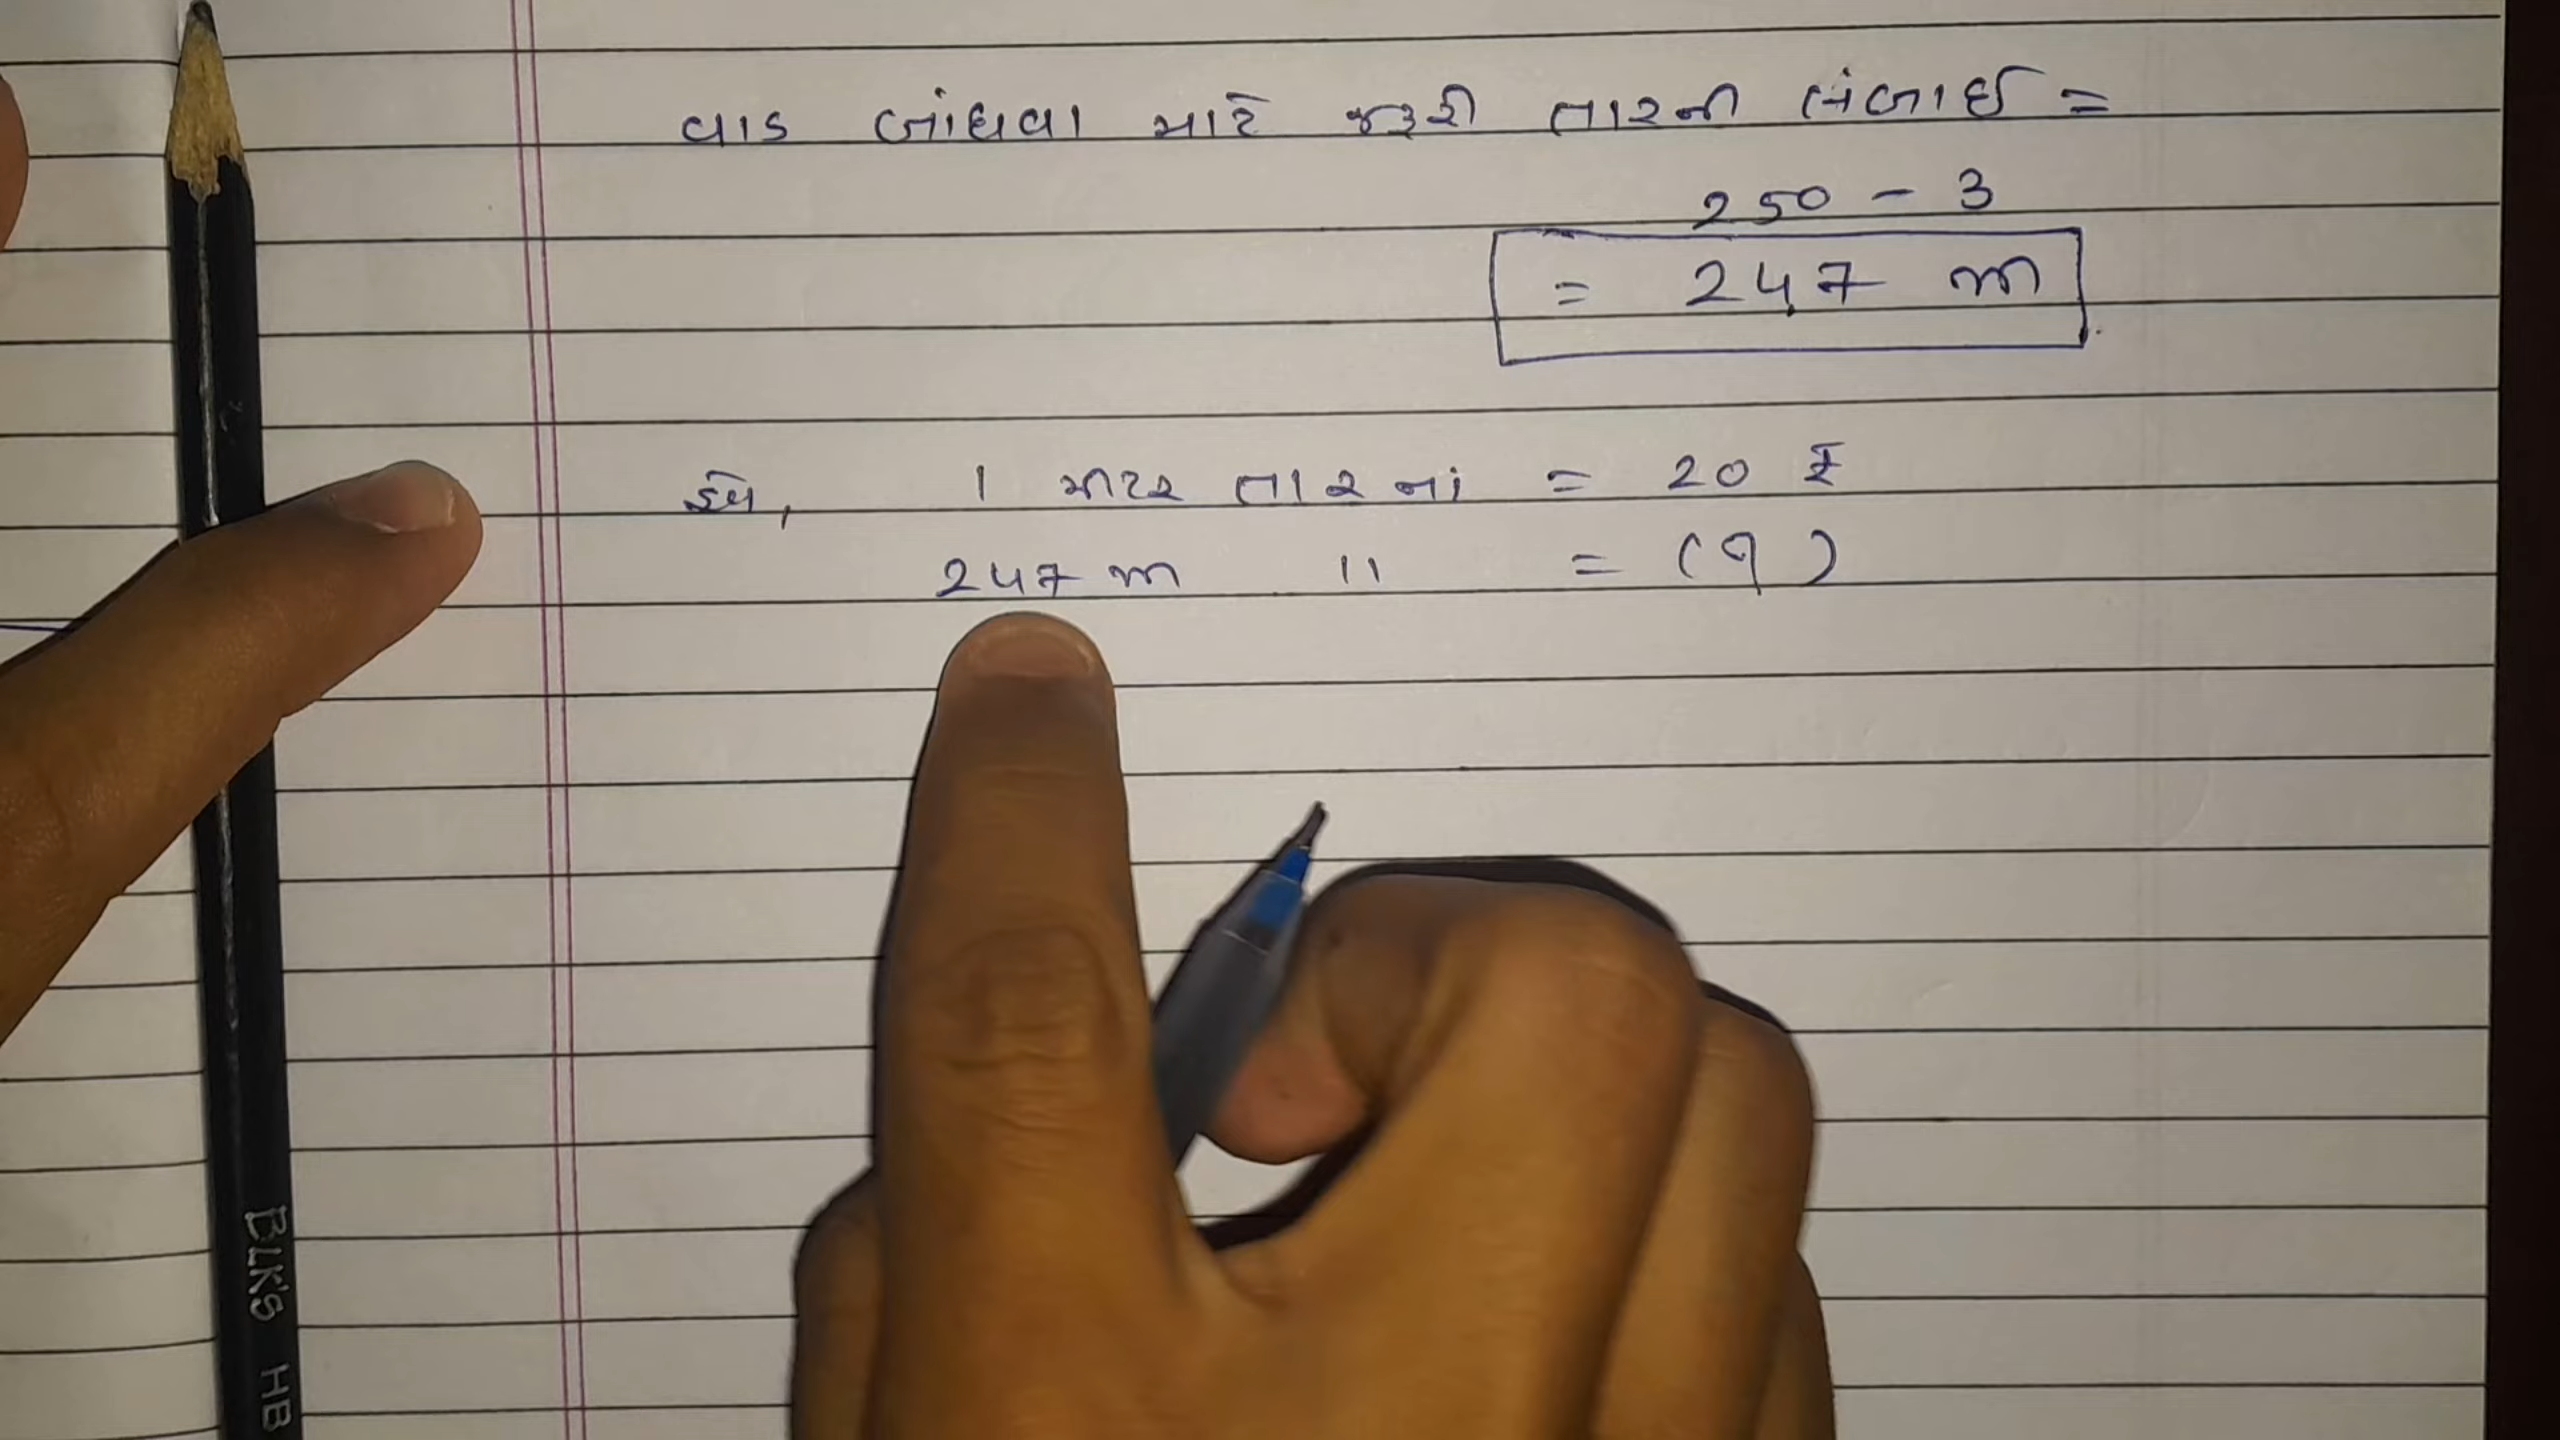 વાડ બાંધવા માટે જરૂરી તારની લંબાઈ =
250 - 3
= 247 m
હવે, 1 મીટર તારનાં = 20 ₹
247 m 〃 = (?)
BLK'S HB